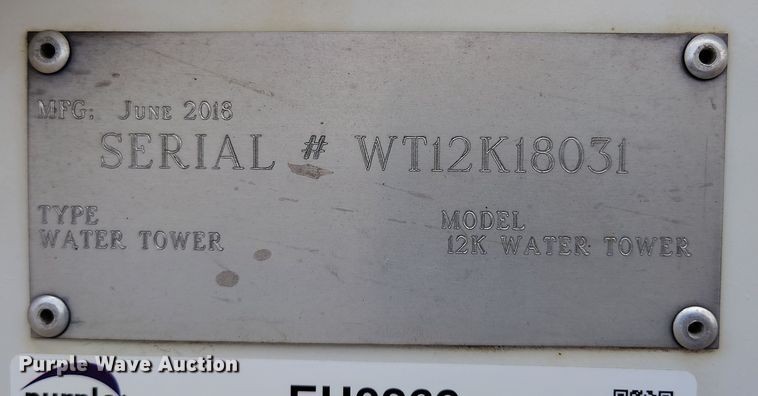 MFG: June 2018
SERIAL # WT12K18031
TYPE
WATER TOWER
MODEL
12K WATER TOWER
Purple Wave Auction